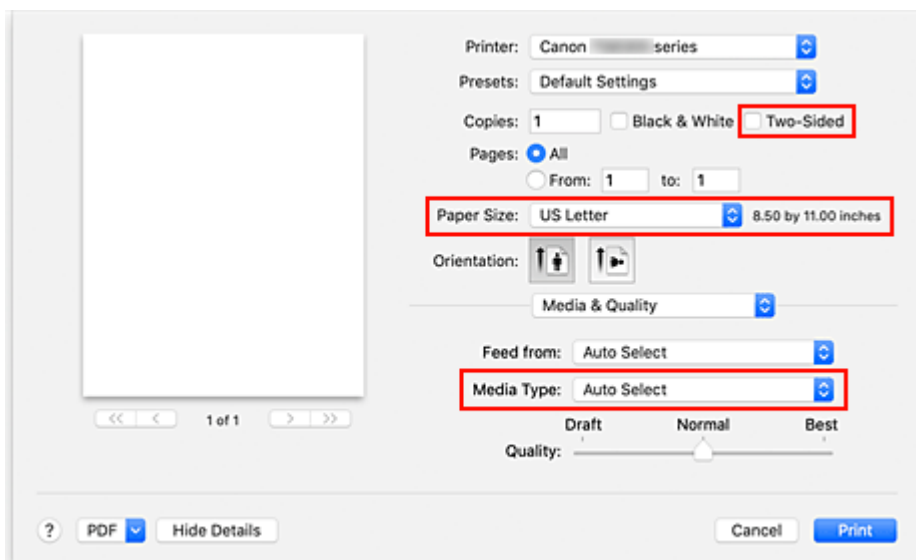 Printer: Canon series
Presets: Default Settings
Copies: 1 Black & White Two-Sided
Pages: All
From: 1 to: 1
Paper Size: US Letter 8.50 by 11.00 inches
Orientation:
Media & Quality
Feed from: Auto Select
Media Type: Auto Select
Draft Normal Best
Quality:
<< < 1 of 1 > >>
? PDF Hide Details Cancel Print